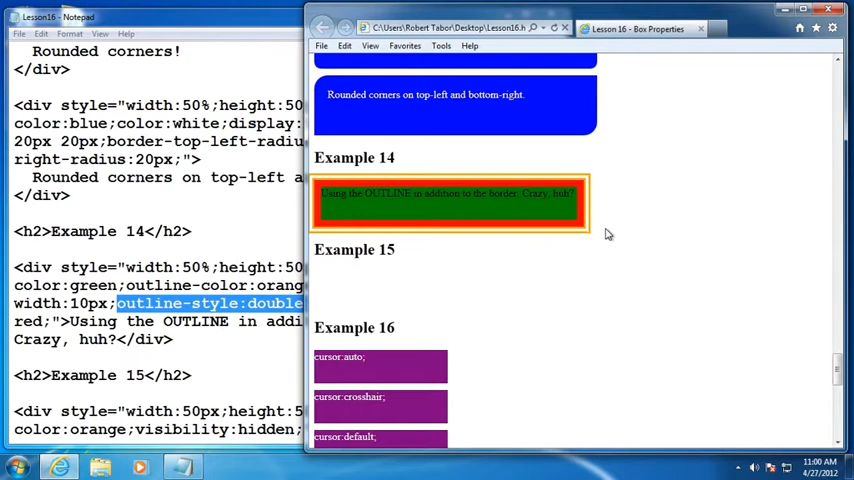 Lesson16 - Notepad
File Edit Format View Help
Rounded corners!
</div>
<div style="width:50%;height:50
color:blue;color:white;display:
20px 20px;border-top-left-radiu
right-radius:20px;">
Rounded corners on top-left a
</div>
<h2>Example 14</h2>
<div style="width:50%;height:50
color:green;outline-color:orang
width:10px;outline-style:double
red;">Using the OUTLINE in addi
Crazy, huh?</div>
<h2>Example 15</h2>
<div style="width:50px;height:5
color:orange;visibility:hidden;
C:\Users\Robert Tabor\Desktop\Lesson16.h
Lesson 16 - Box Properties
File Edit View Favorites Tools Help
Rounded corners on top-left and bottom-right.
Example 14
Using the OUTLINE in addition to the border. Crazy, huh?
Example 15
Example 16
cursor:auto;
cursor:crosshair;
cursor:default;
11:00 AM
4/27/2012